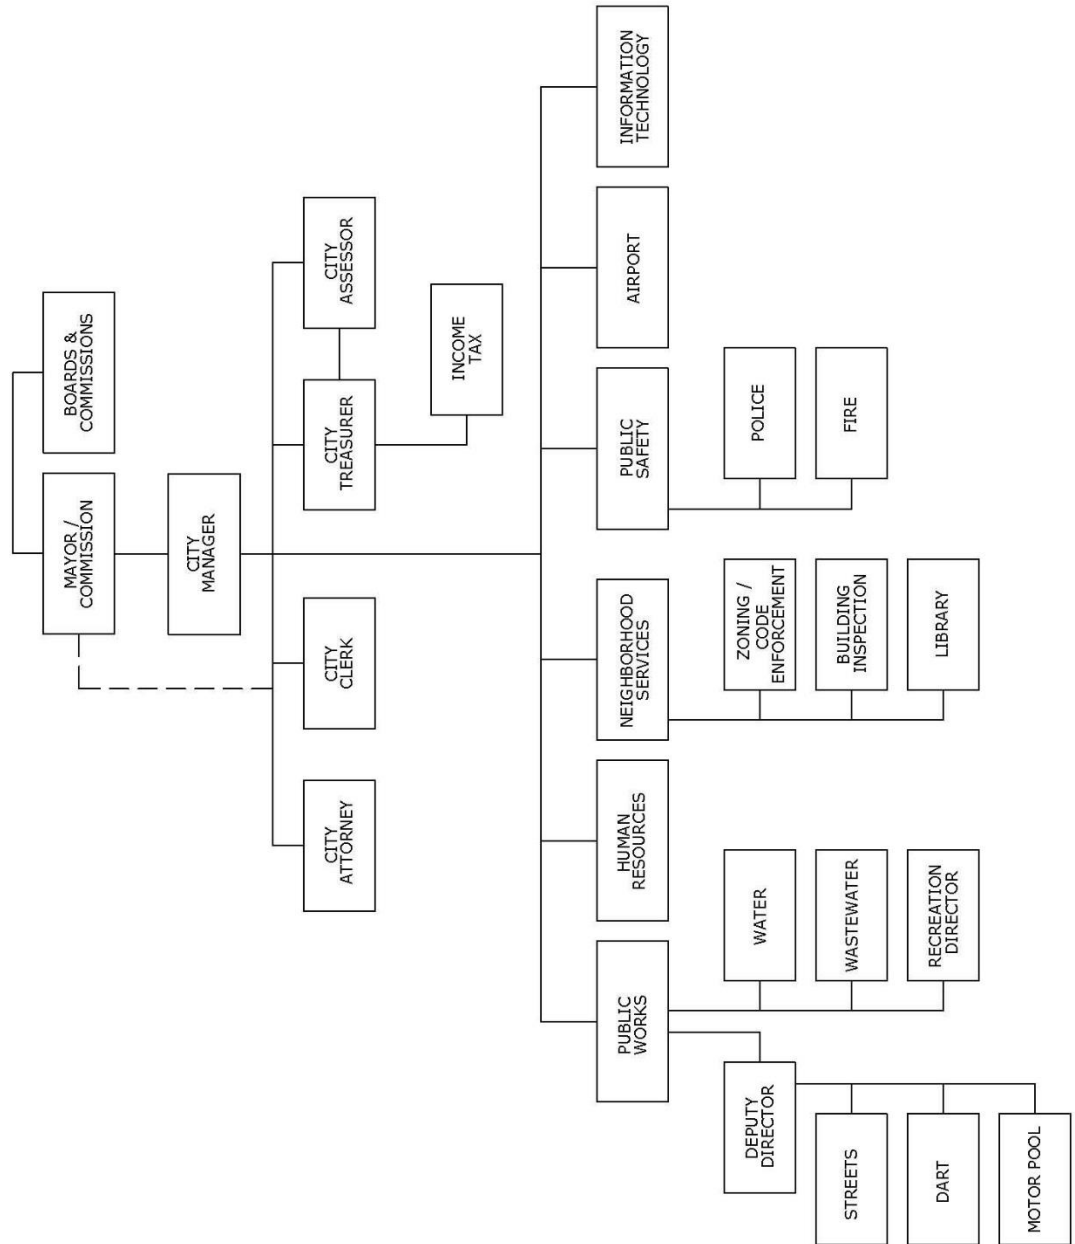 MAYOR /
COMMISSION
BOARDS &
COMMISSIONS
CITY
MANAGER
CITY
ATTORNEY
CITY
CLERK
CITY
TREASURER
CITY
ASSESSOR
INCOME
TAX
PUBLIC
WORKS
HUMAN
RESOURCES
NEIGHBORHOOD
SERVICES
PUBLIC
SAFETY
AIRPORT
INFORMATION
TECHNOLOGY
DEPUTY
DIRECTOR
WATER
ZONING /
CODE
ENFORCEMENT
POLICE
STREETS
WASTEWATER
BUILDING
INSPECTION
FIRE
DART
RECREATION
DIRECTOR
LIBRARY
MOTOR POOL